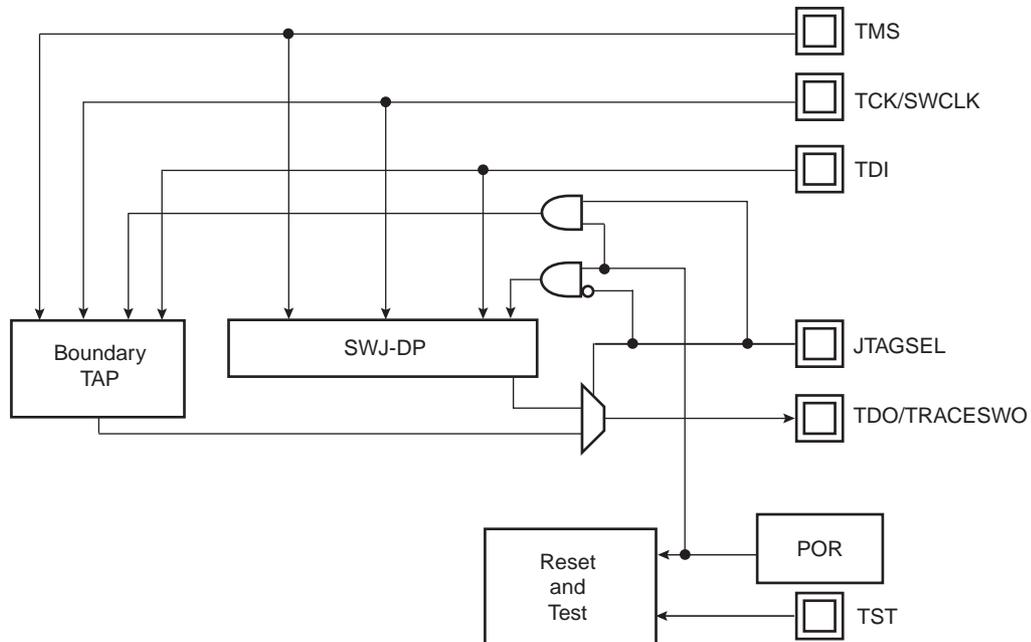 TMS
TCK/SWCLK
TDI
Boundary
TAP
SWJ-DP
JTAGSEL
TDO/TRACESWO
Reset
and
Test
POR
TST